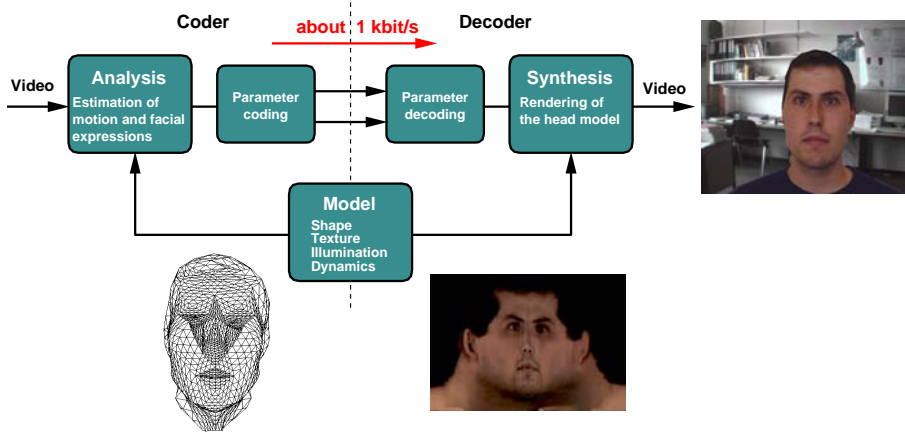 Coder
about 1 kbit/s
Decoder
Video
Analysis
Estimation of
motion and facial
expressions
Parameter
coding
Parameter
decoding
Synthesis
Rendering of
the head model
Video
Model
Shape
Texture
Illumination
Dynamics